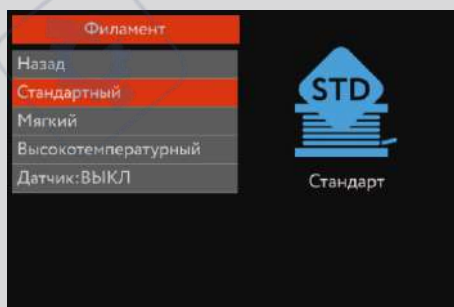 Филамент
Назад
Стандартный
Мягкий
Высокотемпературный
Датчик:ВЫКЛ
STD
Стандарт